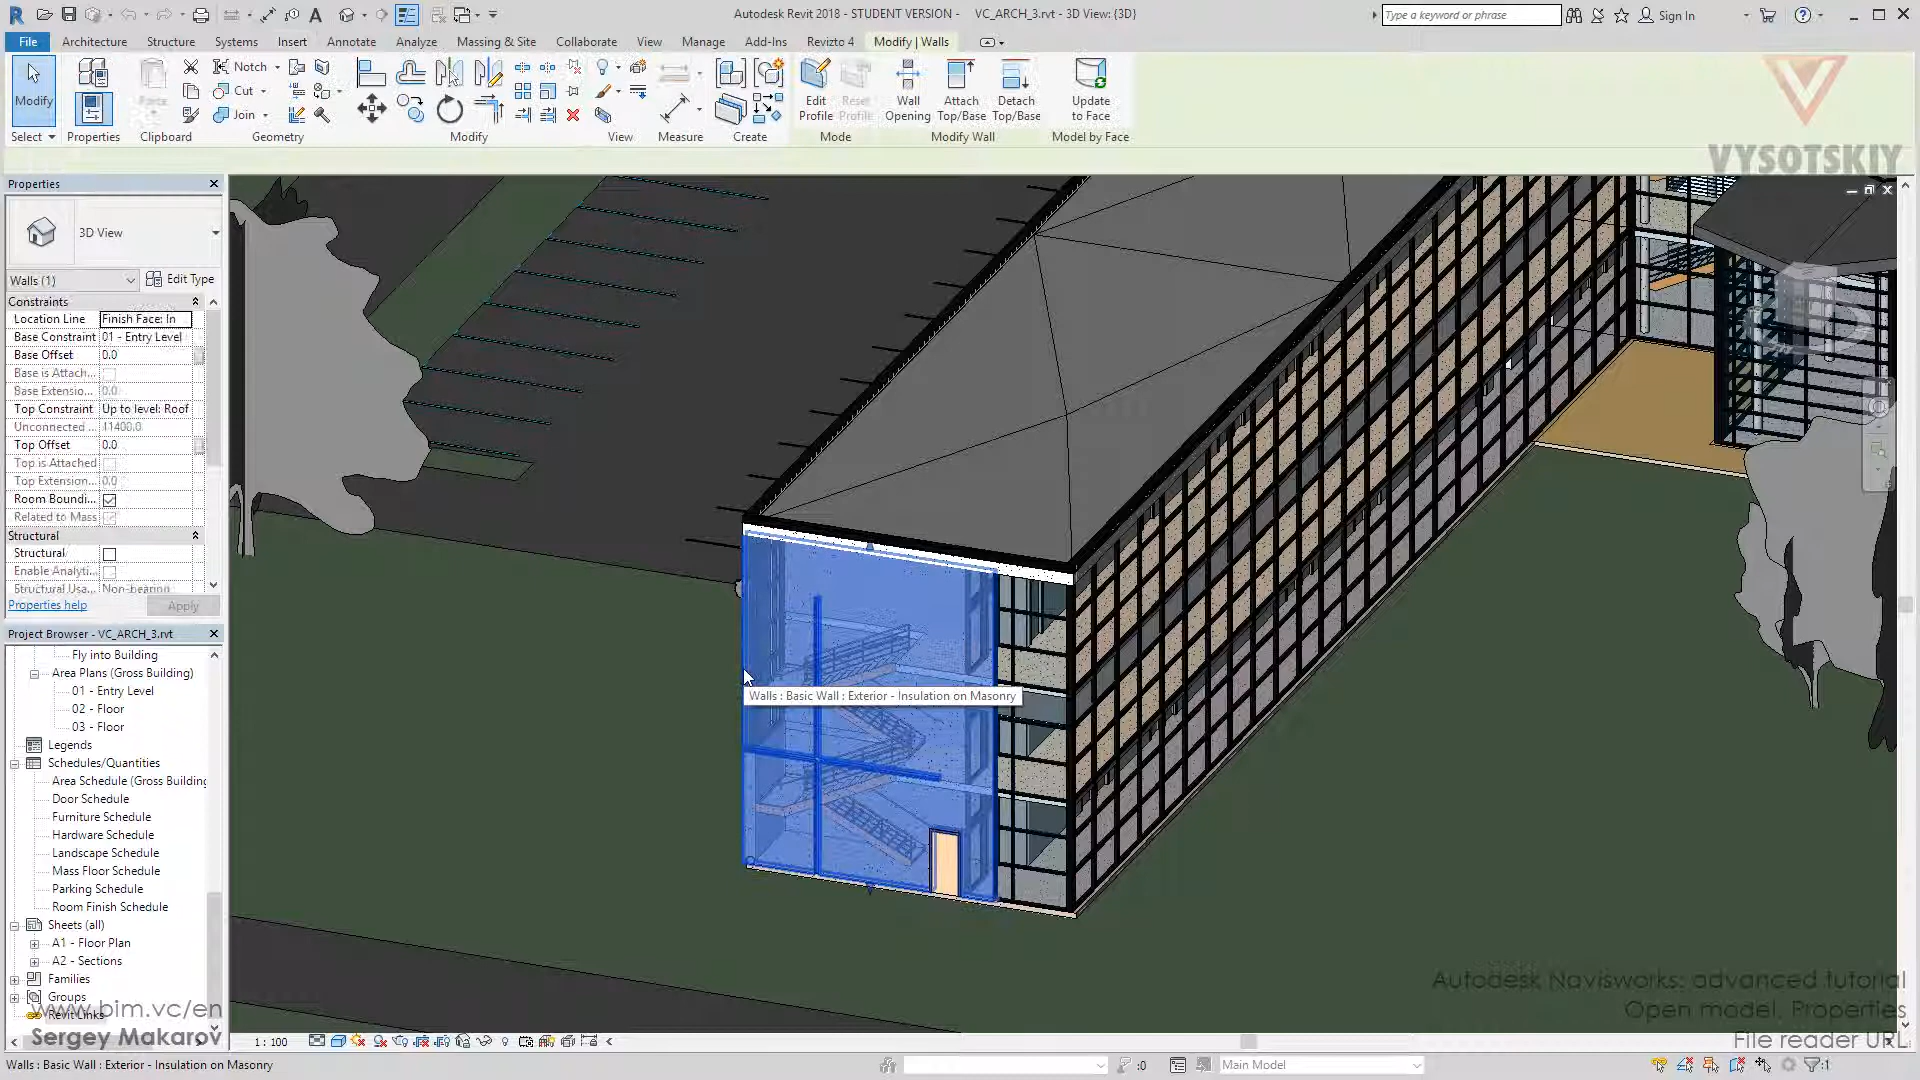 Autodesk Revit 2018 - STUDENT VERSION - VC_ARCH_3.rvt - 3D View: {3D}
Type a keyword or phrase
Sign In
File Architecture Structure Systems Insert Annotate Analyze Massing & Site Collaborate View Manage Add-Ins Revizto 4 Modify | Walls
Modify
Paste
Notch
Cut
Join
Edit Profile
Reset Profile
Wall Opening
Attach Top/Base
Detach Top/Base
Update to Face
Select Properties Clipboard Geometry Modify View Measure Create Mode Modify Wall Model by Face
VYSOTSKIY
Properties
3D View
Walls (1) Edit Type
Constraints
Location Line Finish Face: In
Base Constraint 01 - Entry Level
Base Offset 0.0
Base is Attach...
Base Extensio... 0.0
Top Constraint Up to level: Roof
Unconnected ... 11400.0
Top Offset 0.0
Top is Attached
Top Extension... 0.0
Room Boundi...
Related to Mass
Structural
Structural
Enable Analyti...
Structural Usa... Non-bearing
Properties help Apply
Project Browser - VC_ARCH_3.rvt
Fly into Building
Area Plans (Gross Building)
01 - Entry Level
02 - Floor
03 - Floor
Legends
Schedules/Quantities
Area Schedule (Gross Building
Door Schedule
Furniture Schedule
Hardware Schedule
Landscape Schedule
Mass Floor Schedule
Parking Schedule
Room Finish Schedule
Sheets (all)
A1 - Floor Plan
A2 - Sections
Families
Groups
Revit Links
www.bim.vc/en
Sergey Makarov
Walls : Basic Wall : Exterior - Insulation on Masonry
Autodesk Navisworks: advanced tutorial
Open model, Properties
File reader URL
1 : 100
Walls : Basic Wall : Exterior - Insulation on Masonry
:0
Main Model
:1